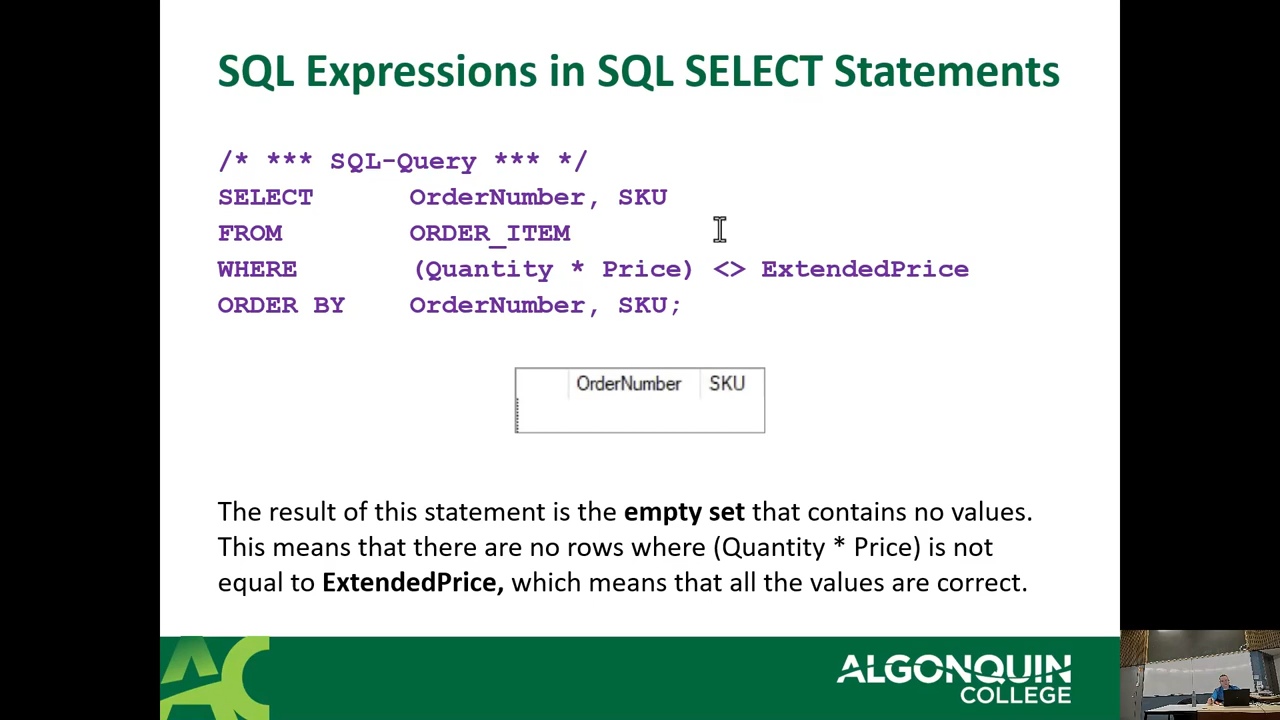 SQL Expressions in SQL SELECT Statements
/* *** SQL-Query *** */
SELECT OrderNumber, SKU
FROM ORDER_ITEM
WHERE (Quantity * Price) <> ExtendedPrice
ORDER BY OrderNumber, SKU;
OrderNumber SKU
The result of this statement is the empty set that contains no values.
This means that there are no rows where (Quantity * Price) is not
equal to ExtendedPrice, which means that all the values are correct.
AC
ALGONQUIN
COLLEGE